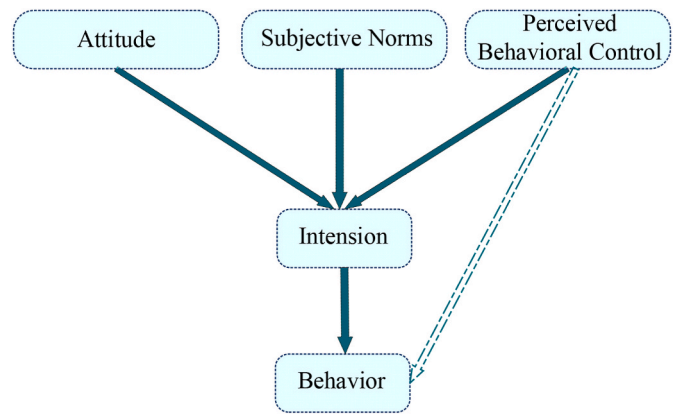 Attitude
Subjective Norms
Perceived
Behavioral Control
Intension
Behavior